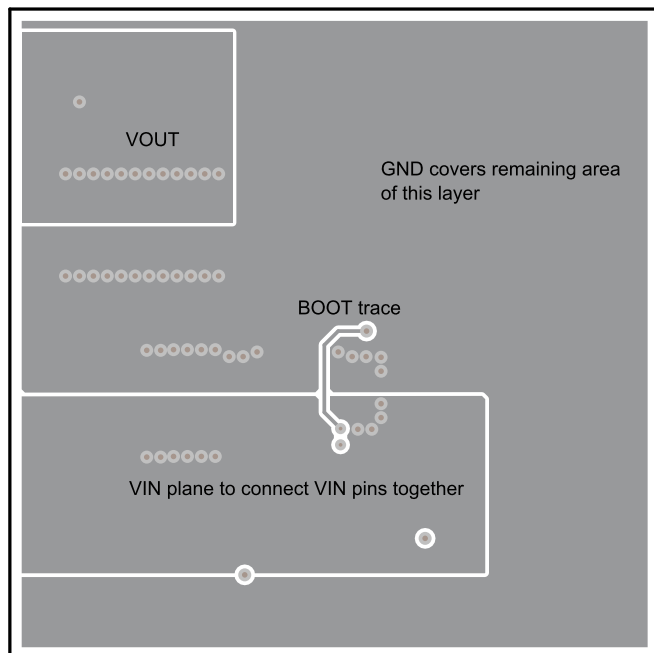 VOUT
GND covers remaining area
of this layer
BOOT trace
VIN plane to connect VIN pins together